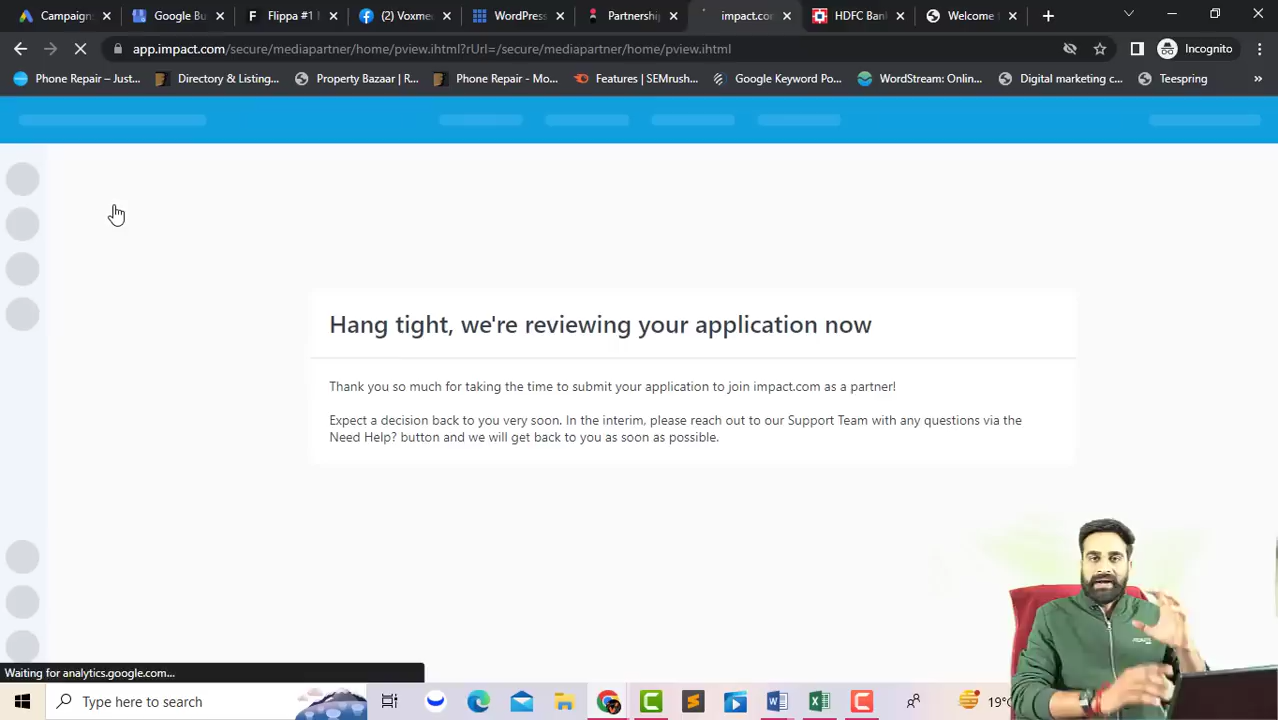 Campaigns Google Bu Flippa #1 M (2) Voxmed WordPress Partnership impact.com HDFC Bank Welcome t
app.impact.com/secure/mediapartner/home/pview.ihtml?rUrl=/secure/mediapartner/home/pview.ihtml Incognito
Phone Repair – Just... Directory & Listing... Property Bazaar | R... Phone Repair - Mo... Features | SEMrush... Google Keyword Po... WordStream: Onlin... Digital marketing c... Teespring »
Hang tight, we're reviewing your application now
Thank you so much for taking the time to submit your application to join impact.com as a partner!
Expect a decision back to you very soon. In the interim, please reach out to our Support Team with any questions via the
Need Help? button and we will get back to you as soon as possible.
Waiting for analytics.google.com...
Type here to search 19°